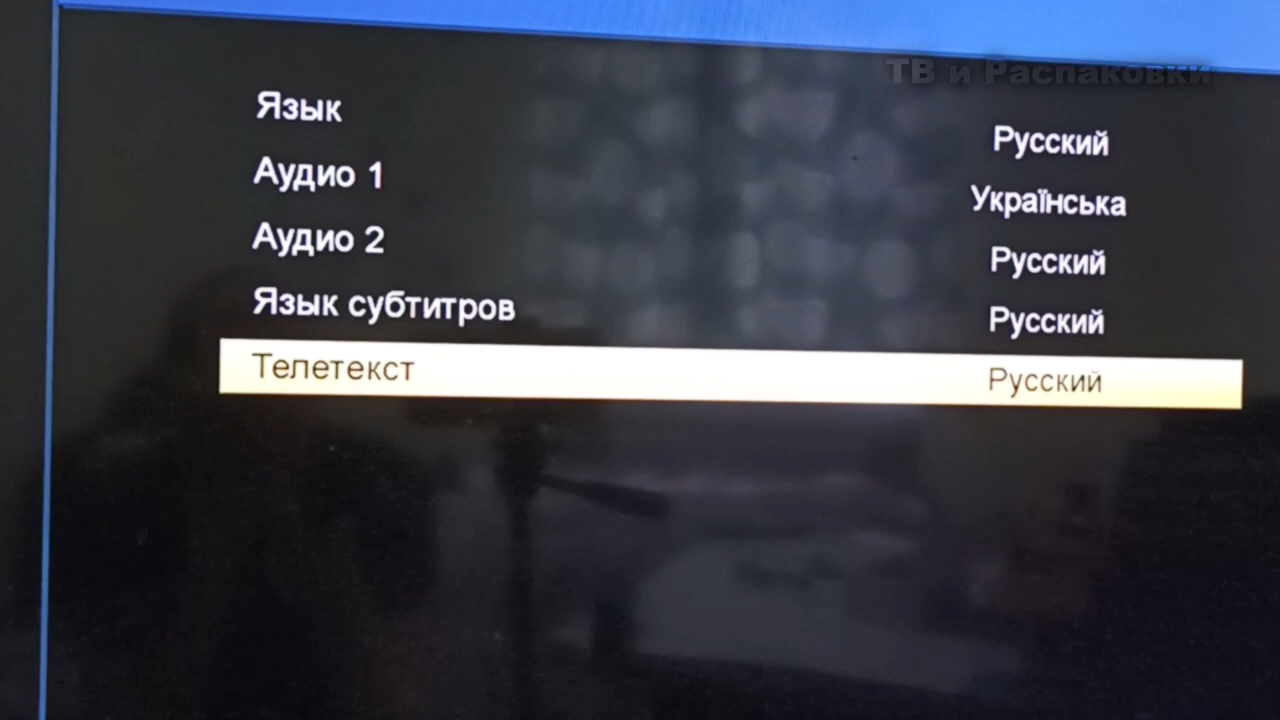 ТВ и Распаковки
Язык Русский
Аудио 1 Українська
Аудио 2 Русский
Язык субтитров Русский
Телетекст Русский